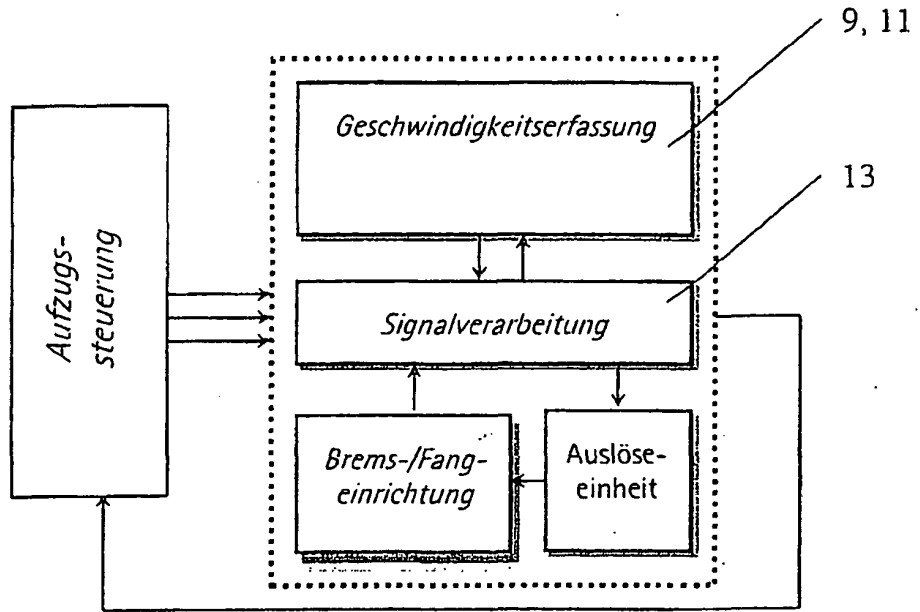 9, 11
Geschwindigkeitserfassung
13
Aufzugs-
steuerung
Signalverarbeitung
Brems-/Fang-
einrichtung
Auslöse-
einheit